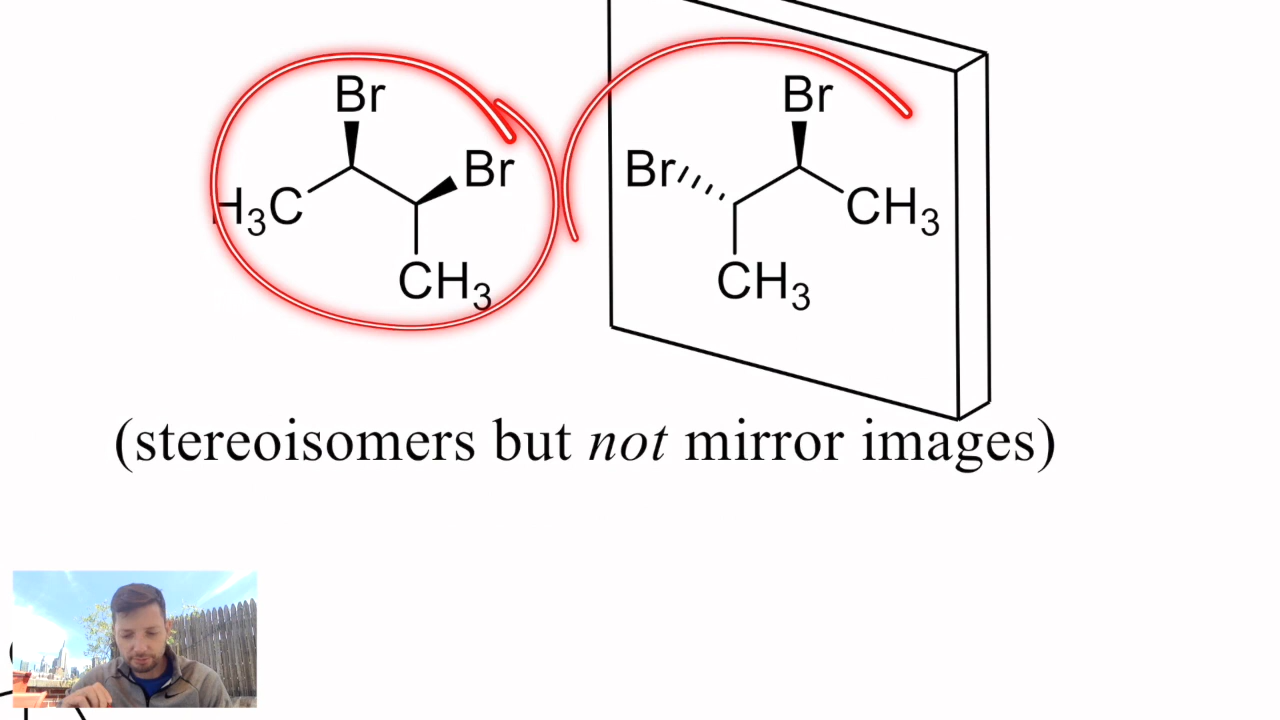 Br Br
Br Br
H3C CH3
CH3 CH3
(stereoisomers but not mirror images)